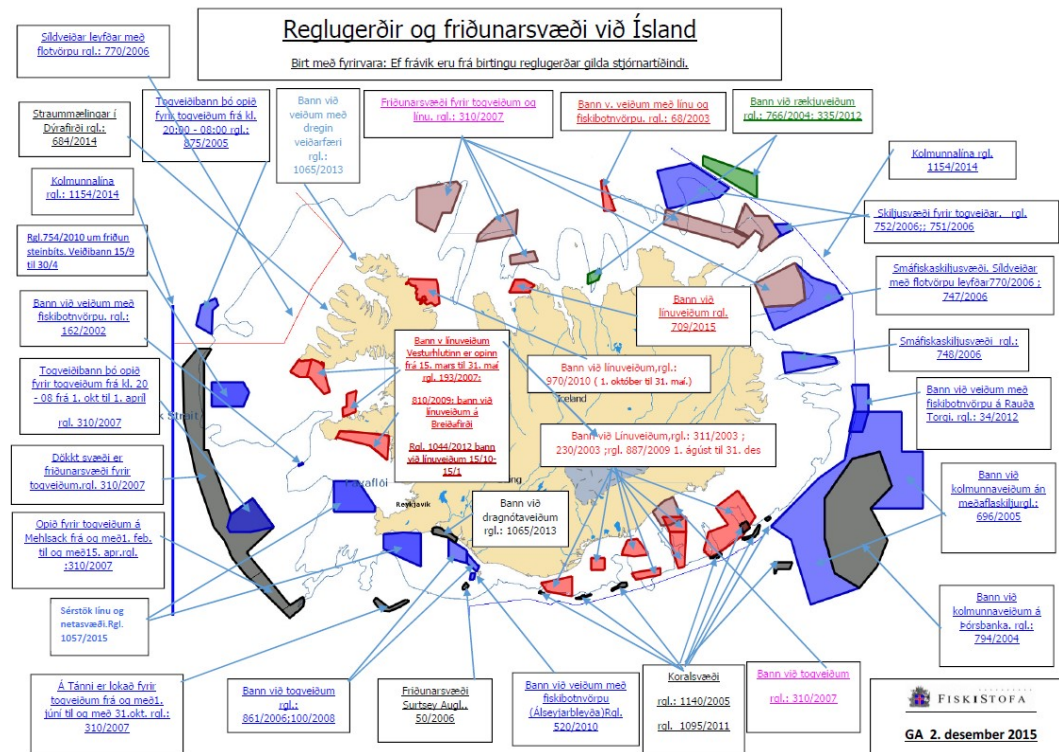 Reglugerðir og friðunarsvæði við Ísland
Birt með fyrirvara: Ef frávik eru frá birtingu reglugerðar gilda stjórnartíðindi.
Síldveiðar leyfðar með
flotvörpu rgl.: 770/2006
Straummælingar í
Dýrafirði rgl.:
684/2014
Togveiðibann þó opið
fyrir togveiðum frá kl.
20:00 - 08:00 rgl.:
875/2005
Bann við
veiðum með
dregin
veiðarfæri
rgl.:
1065/2013
Friðunarsvæði fyrir togveiðum og
línu. rgl.: 310/2007
Bann v. veiðum með línu og
fiskibotnvörpu. rgl.: 68/2003
Bann við rækjuveiðum
rgl.: 766/2004; 335/2012
Kolmunnalína rgl.
1154/2014
Kolmunnalína
rgl.: 1154/2014
Skiljusvæði fyrir togveiðar. rgl.
752/2006;; 751/2006
Rgl.754/2010 um friðun
steinbíts. Veiðibann 15/9
til 30/4
Smáfiskaskiljusvæði. Síldveiðar
með flotvörpu leyfðar770/2006 ;
747/2006
Bann við veiðum með
fiskibotnvörpu. rgl.:
162/2002
Bann við
línuveiðum rgl.
709/2015
Bann v línuveiðum
Vesturhlutinn er opinn
frá 15. mars til 31. maí
rgl. 193/2007:
810/2009: bann við
línuveiðum á
Breiðafirði
Rgl. 1044/2012 bann
við línuveiðum 15/10-
15/1
Bann við línuveiðum,rgl.:
970/2010 ( 1. október til 31. maí.)
Smáfiskaskiljusvæði rgl.:
748/2006
Togveiðibann þó opið
fyrir togveiðum frá kl. 20
- 08 frá 1. okt til 1. apríl
rgl. 310/2007
Bann við veiðum með
fiskibotnvörpu á Rauða
Torgi. rgl.: 34/2012
Iceland
k Strait
Bann við Línuveiðum,rgl.: 311/2003 ;
230/2003 ;rgl. 887/2009 1. ágúst til 31. des
Dökkt svæði er
friðunarsvæði fyrir
togveiðum.rgl. 310/2007
Faxaflói
Reykjavik
Bann við
dragnótaveiðum
rgl.: 1065/2013
Bann við
kolmunnaveiðum án
meðaflaskiljurgl.:
696/2005
Opið fyrir togveiðum á
Mehlsack frá og með1. feb.
til og með15. apr.rgl.
:310/2007
Sérstök línu og
netasvæði.Rgl.
1057/2015
Bann við
kolmunnaveiðum á
Þórsbanka. rgl.:
794/2004
Á Tánni er lokað fyrir
togveiðum frá og með1.
júní til og með 31.okt. rgl.:
310/2007
Bann við togveiðum
rgl.:
861/2006;100/2008
Friðunarsvæði
Surtsey Augl..
50/2006
Bann við veiðum með
fiskibotnvörpu
(Álseyjarbleyða)Rgl.
520/2010
Koralsvæði
rgl.: 1140/2005
rgl. 1095/2011
Bann við togveiðum
rgl.: 310/2007
FISKISTOFA
GA 2. desember 2015